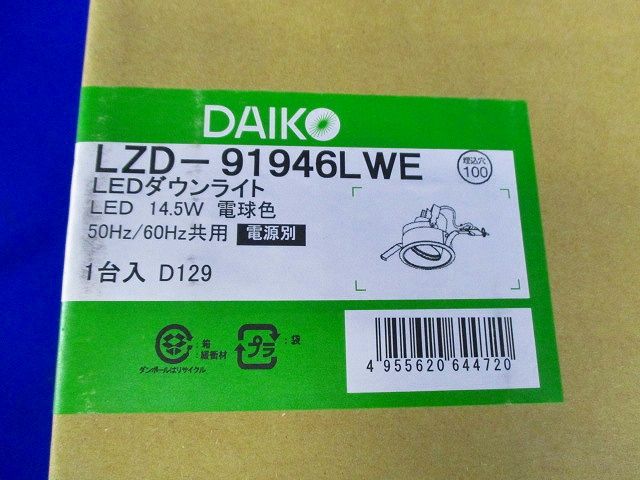 DAIKO
LZD-91946LWE
埋込穴
100
LEDダウンライト
LED 14.5W 電球色
50Hz/60Hz共用 電源別
1台入 D129
:箱
:緩衝材
ダンボールはリサイクル
プラ
:袋
4 955620 644720